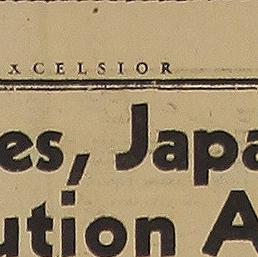 XCELSIOR
es, Japa
ution A